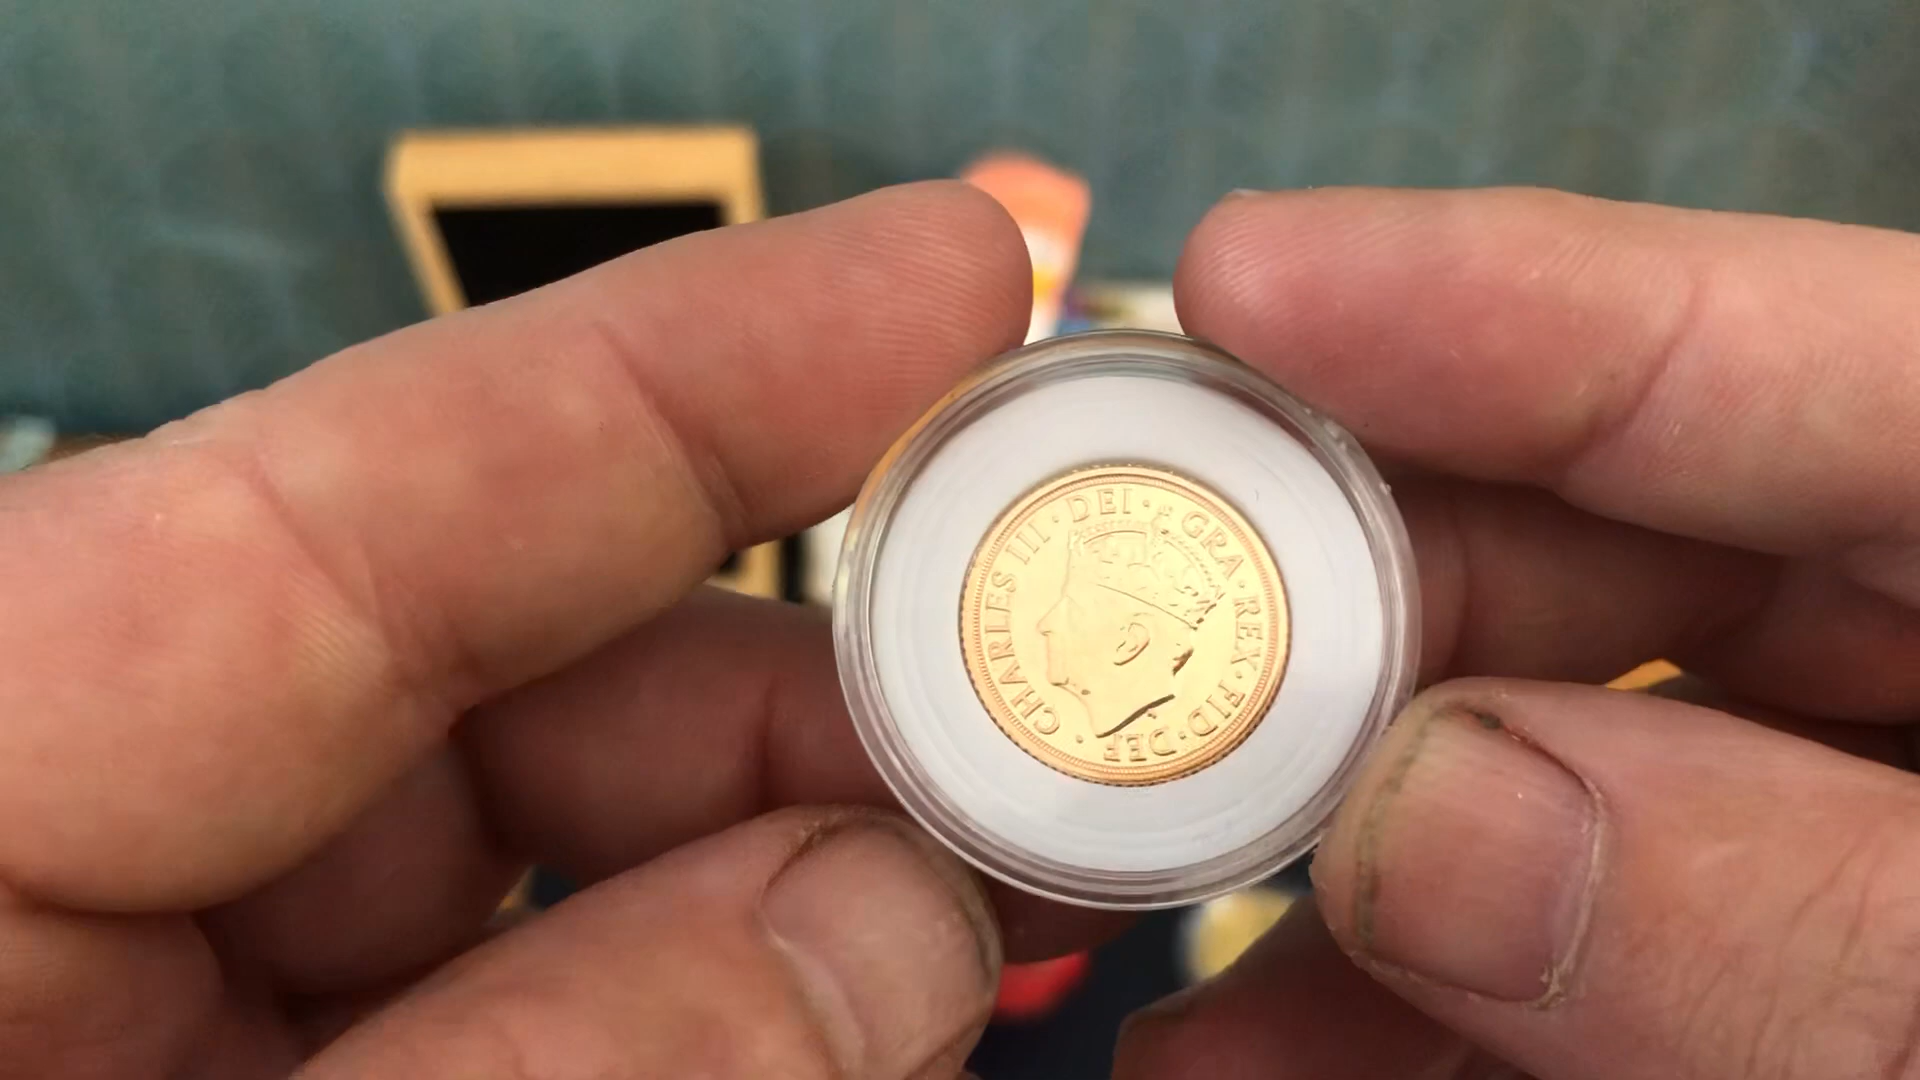 · CHARLES III · DEI · GRA · REX · FID · DEF